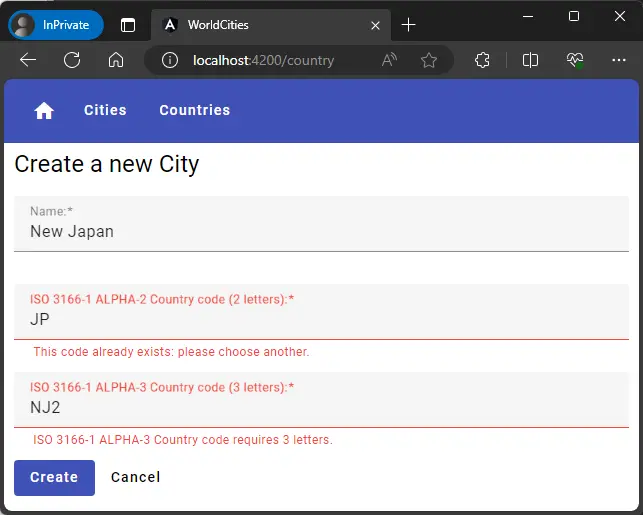 InPrivate
WorldCities
localhost:4200/country
Cities
Countries
Create a new City
Name:*
New Japan
ISO 3166-1 ALPHA-2 Country code (2 letters):*
JP
This code already exists: please choose another.
ISO 3166-1 ALPHA-3 Country code (3 letters):*
NJ2
ISO 3166-1 ALPHA-3 Country code requires 3 letters.
Create Cancel